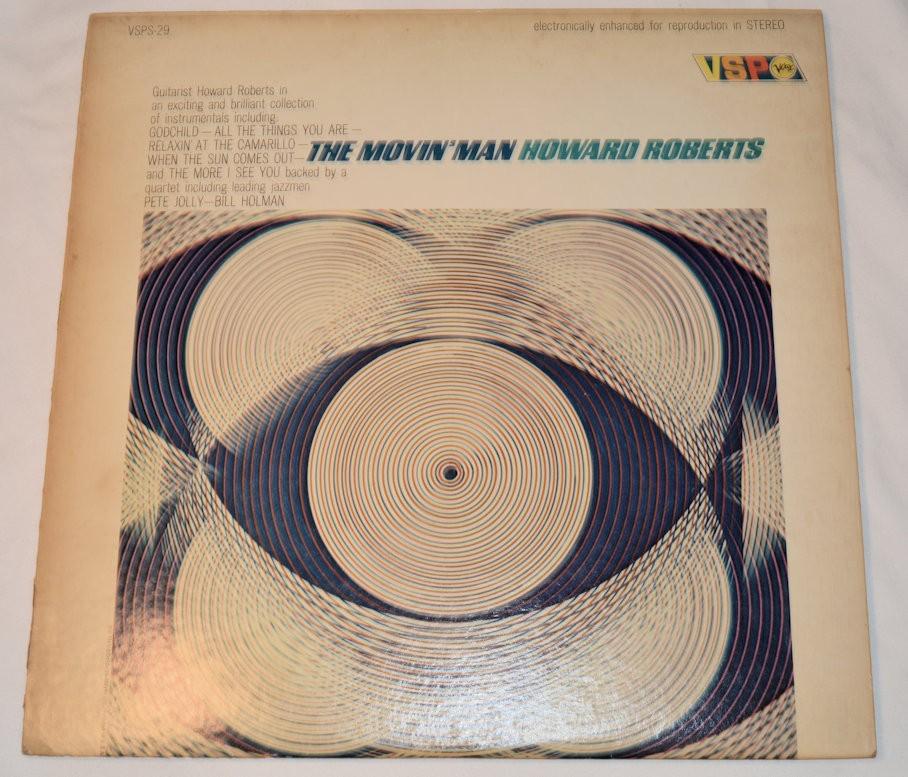 VSPS-29
electronically enhanced for reproduction in STEREO
VSP Verve
Guitarist Howard Roberts in
an exciting and brilliant collection
of instrumentals including:
GODCHILD — ALL THE THINGS YOU ARE —
RELAXIN' AT THE CAMARILLO —
WHEN THE SUN COMES OUT —
and THE MORE I SEE YOU backed by a
quartet including leading jazzmen
PETE JOLLY—BILL HOLMAN
THE MOVIN' MAN HOWARD ROBERTS